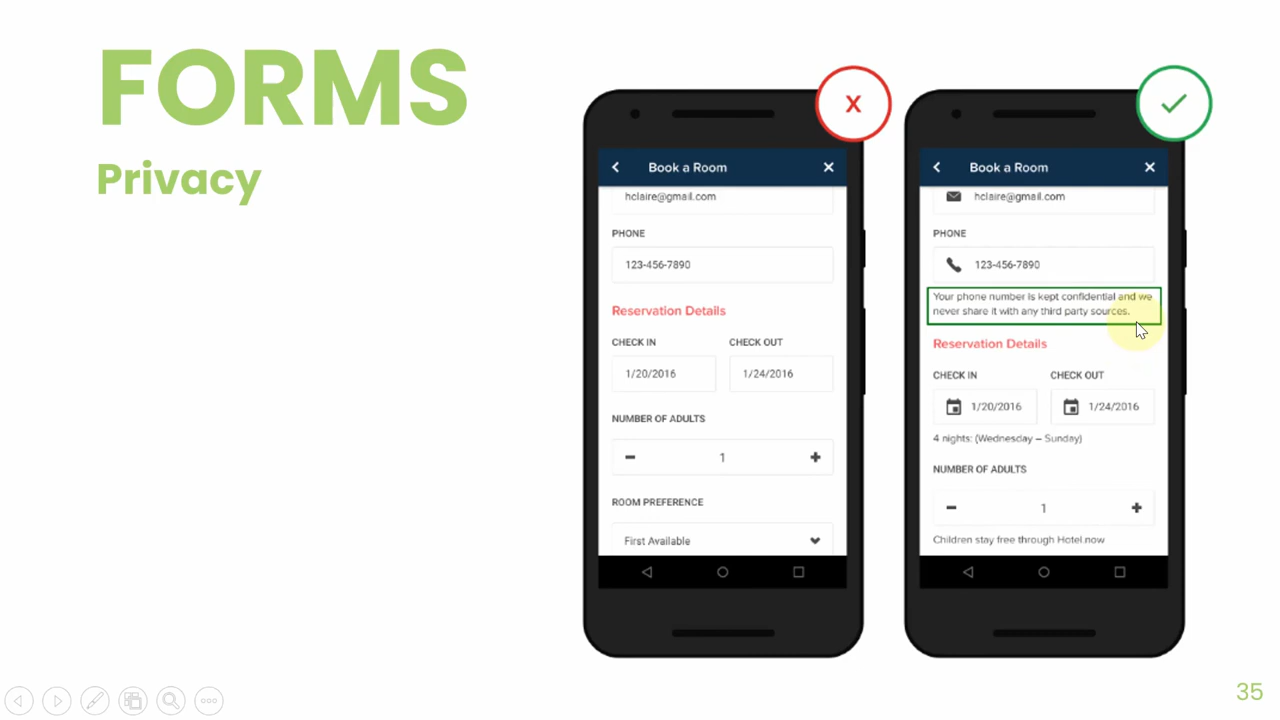 FORMS
Privacy
X
Book a Room
hclaire@gmail.com
PHONE
123-456-7890
Reservation Details
CHECK IN
CHECK OUT
1/20/2016
1/24/2016
NUMBER OF ADULTS
1
ROOM PREFERENCE
First Available
Book a Room
hclaire@gmail.com
PHONE
123-456-7890
Your phone number is kept confidential and we
never share it with any third party sources.
Reservation Details
CHECK IN
CHECK OUT
1/20/2016
1/24/2016
4 nights: (Wednesday – Sunday)
NUMBER OF ADULTS
1
Children stay free through Hotel.now
35